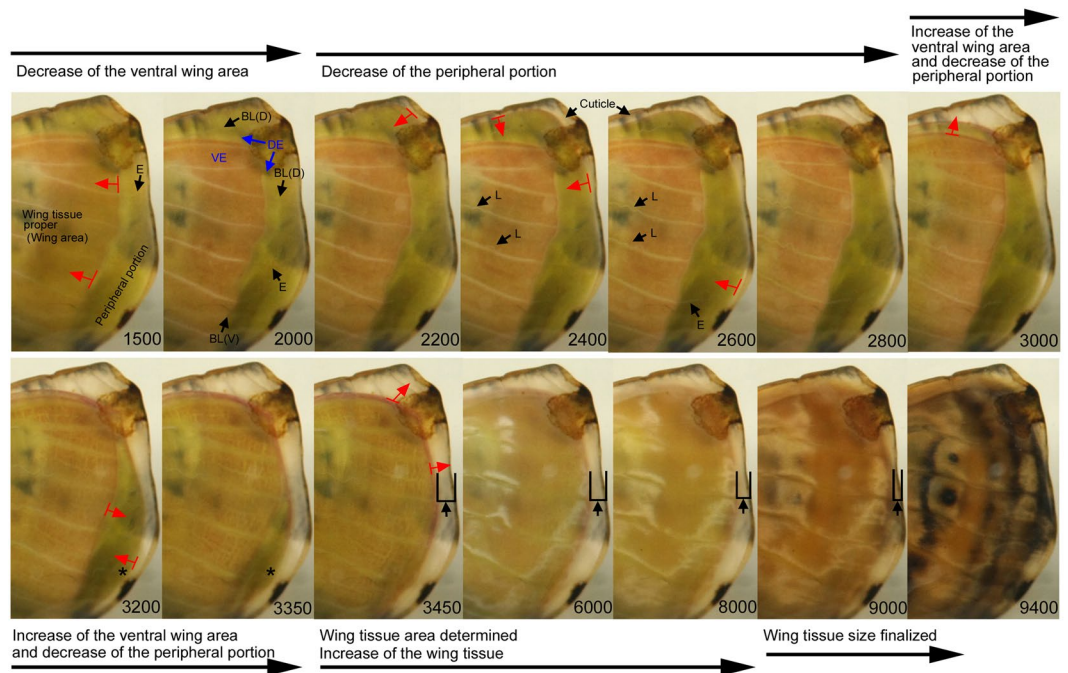 Decrease of the ventral wing area
Decrease of the peripheral portion
Increase of the
ventral wing area
and decrease of the
peripheral portion
E
Wing tissue
proper
(Wing area)
Peripheral portion
1500
BL(D)
DE
VE
BL(D)
E
BL(V)
2000
2200
Cuticle
L
L
2400
L
L
E
2600
2800
3000
*
3200
*
3350
3450
6000
8000
9000
9400
Increase of the ventral wing area
and decrease of the peripheral portion
Wing tissue area determined
Increase of the wing tissue
Wing tissue size finalized